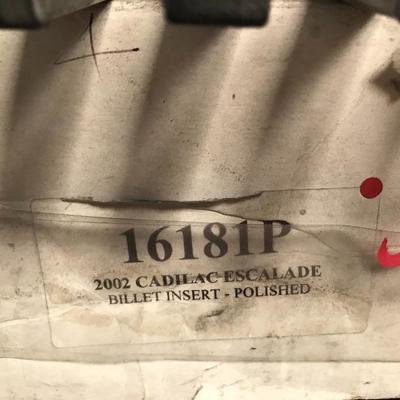 16181P
2002 CADILAC ESCALADE
BILLET INSERT - POLISHED